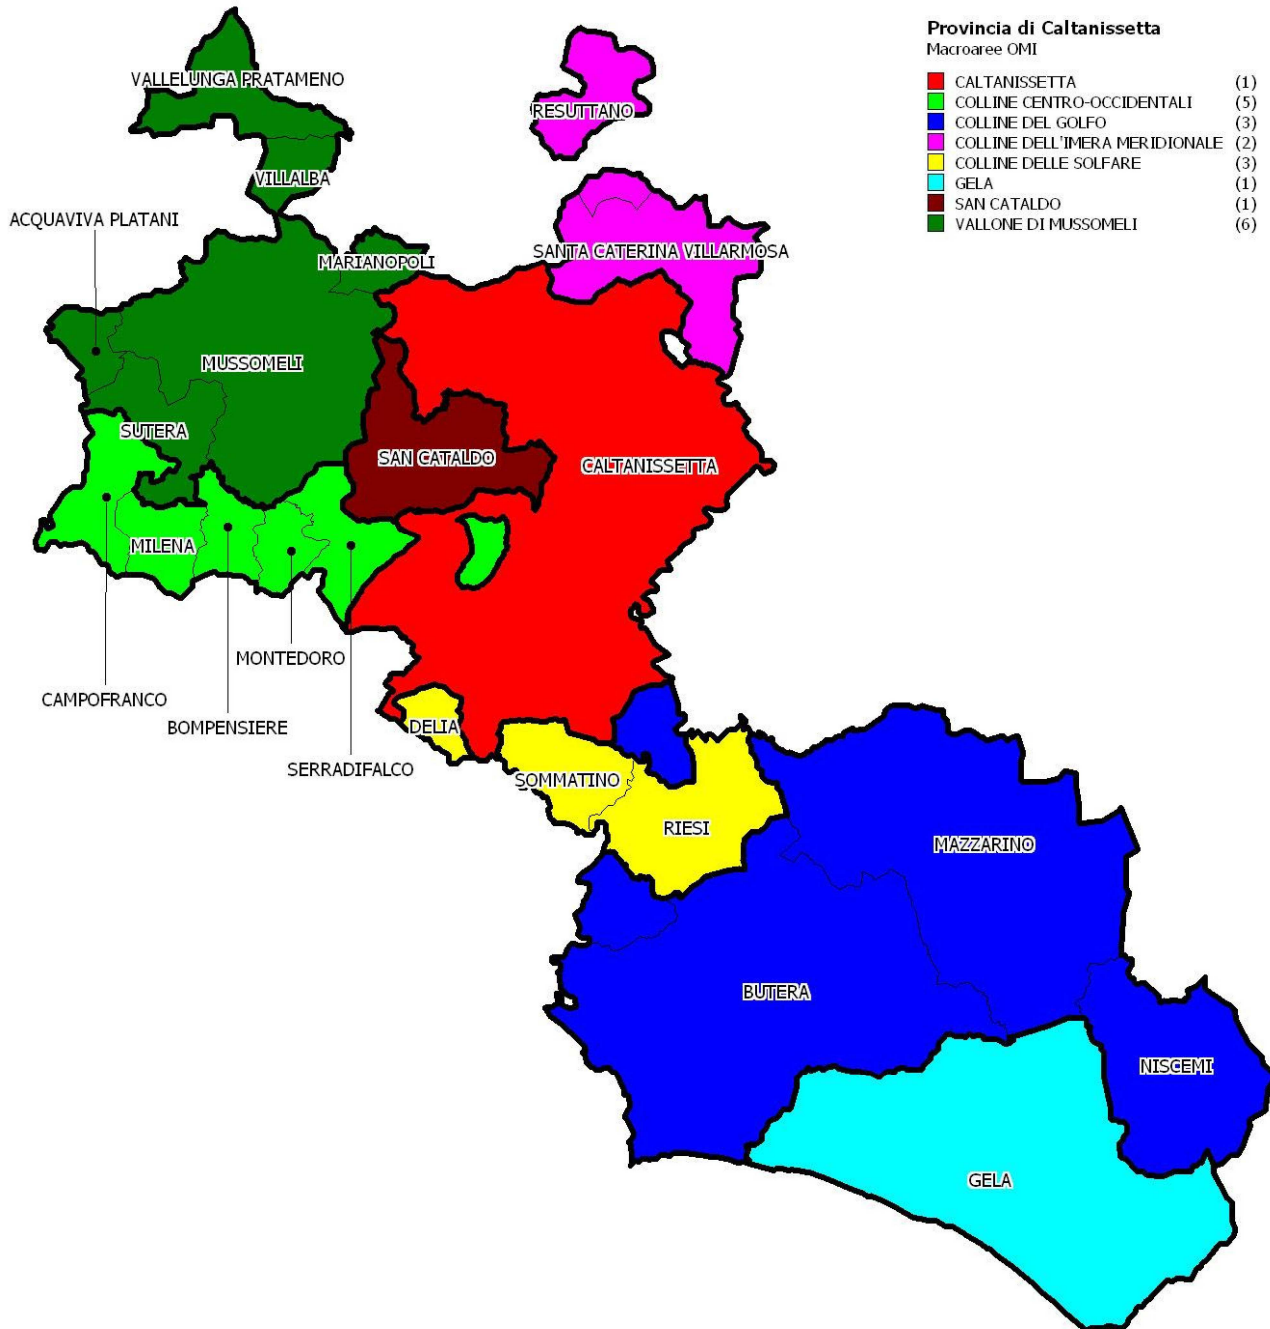 Provincia di Caltanissetta
Macroaree OMI
CALTANISSETTA (1)
COLLINE CENTRO-OCCIDENTALI (5)
COLLINE DEL GOLFO (3)
COLLINE DELL'IMERA MERIDIONALE (2)
COLLINE DELLE SOLFARE (3)
GELA (1)
SAN CATALDO (1)
VALLONE DI MUSSOMELI (6)
VALLELUNGA PRATAMENO
RESUTTANO
VILLALBA
ACQUAVIVA PLATANI
MARIANOPOLI
SANTA CATERINA VILLARMOSA
MUSSOMELI
SUTERA
SAN CATALDO
CALTANISSETTA
MILENA
MONTEDORO
CAMPOFRANCO
BOMPENSIERE
DELIA
SERRADIFALCO
SOMMATINO
RIESI
MAZZARINO
BUTERA
NISCEMI
GELA